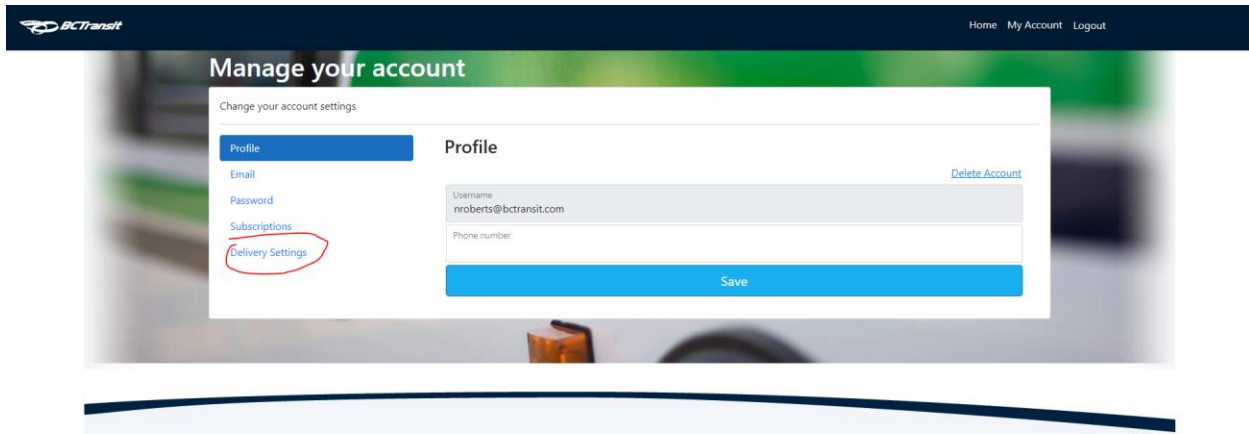 BCTransit
Home My Account Logout
Manage your account
Change your account settings
Profile
Email
Password
Subscriptions
Delivery Settings
Profile
Delete Account
Username
nroberts@bctransit.com
Phone number
Save